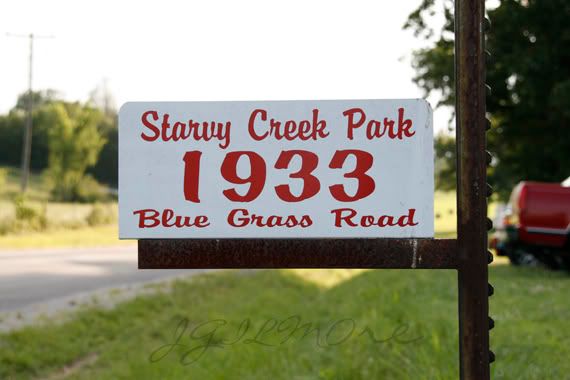 Starvy Creek Park
1933
Blue Grass Road
JGILMOre